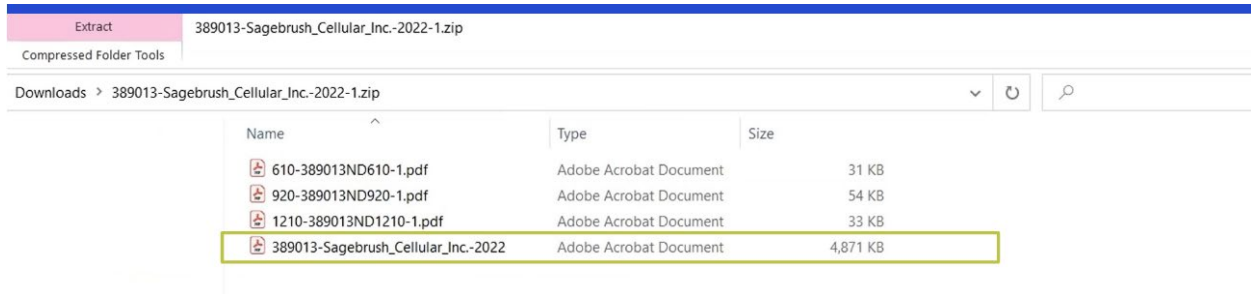 Extract 389013-Sagebrush_Cellular_Inc.-2022-1.zip
Compressed Folder Tools
Downloads > 389013-Sagebrush_Cellular_Inc.-2022-1.zip
Name Type Size
610-389013ND610-1.pdf Adobe Acrobat Document 31 KB
920-389013ND920-1.pdf Adobe Acrobat Document 54 KB
1210-389013ND1210-1.pdf Adobe Acrobat Document 33 KB
389013-Sagebrush_Cellular_Inc.-2022 Adobe Acrobat Document 4,871 KB